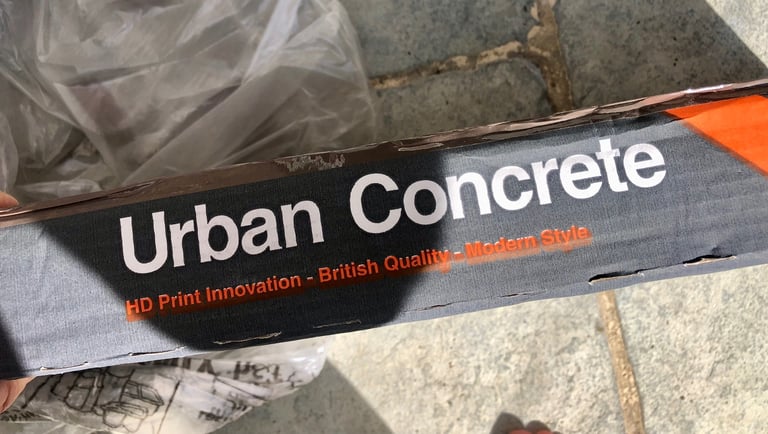 Urban Concrete
HD Print Innovation - British Quality - Modern Style